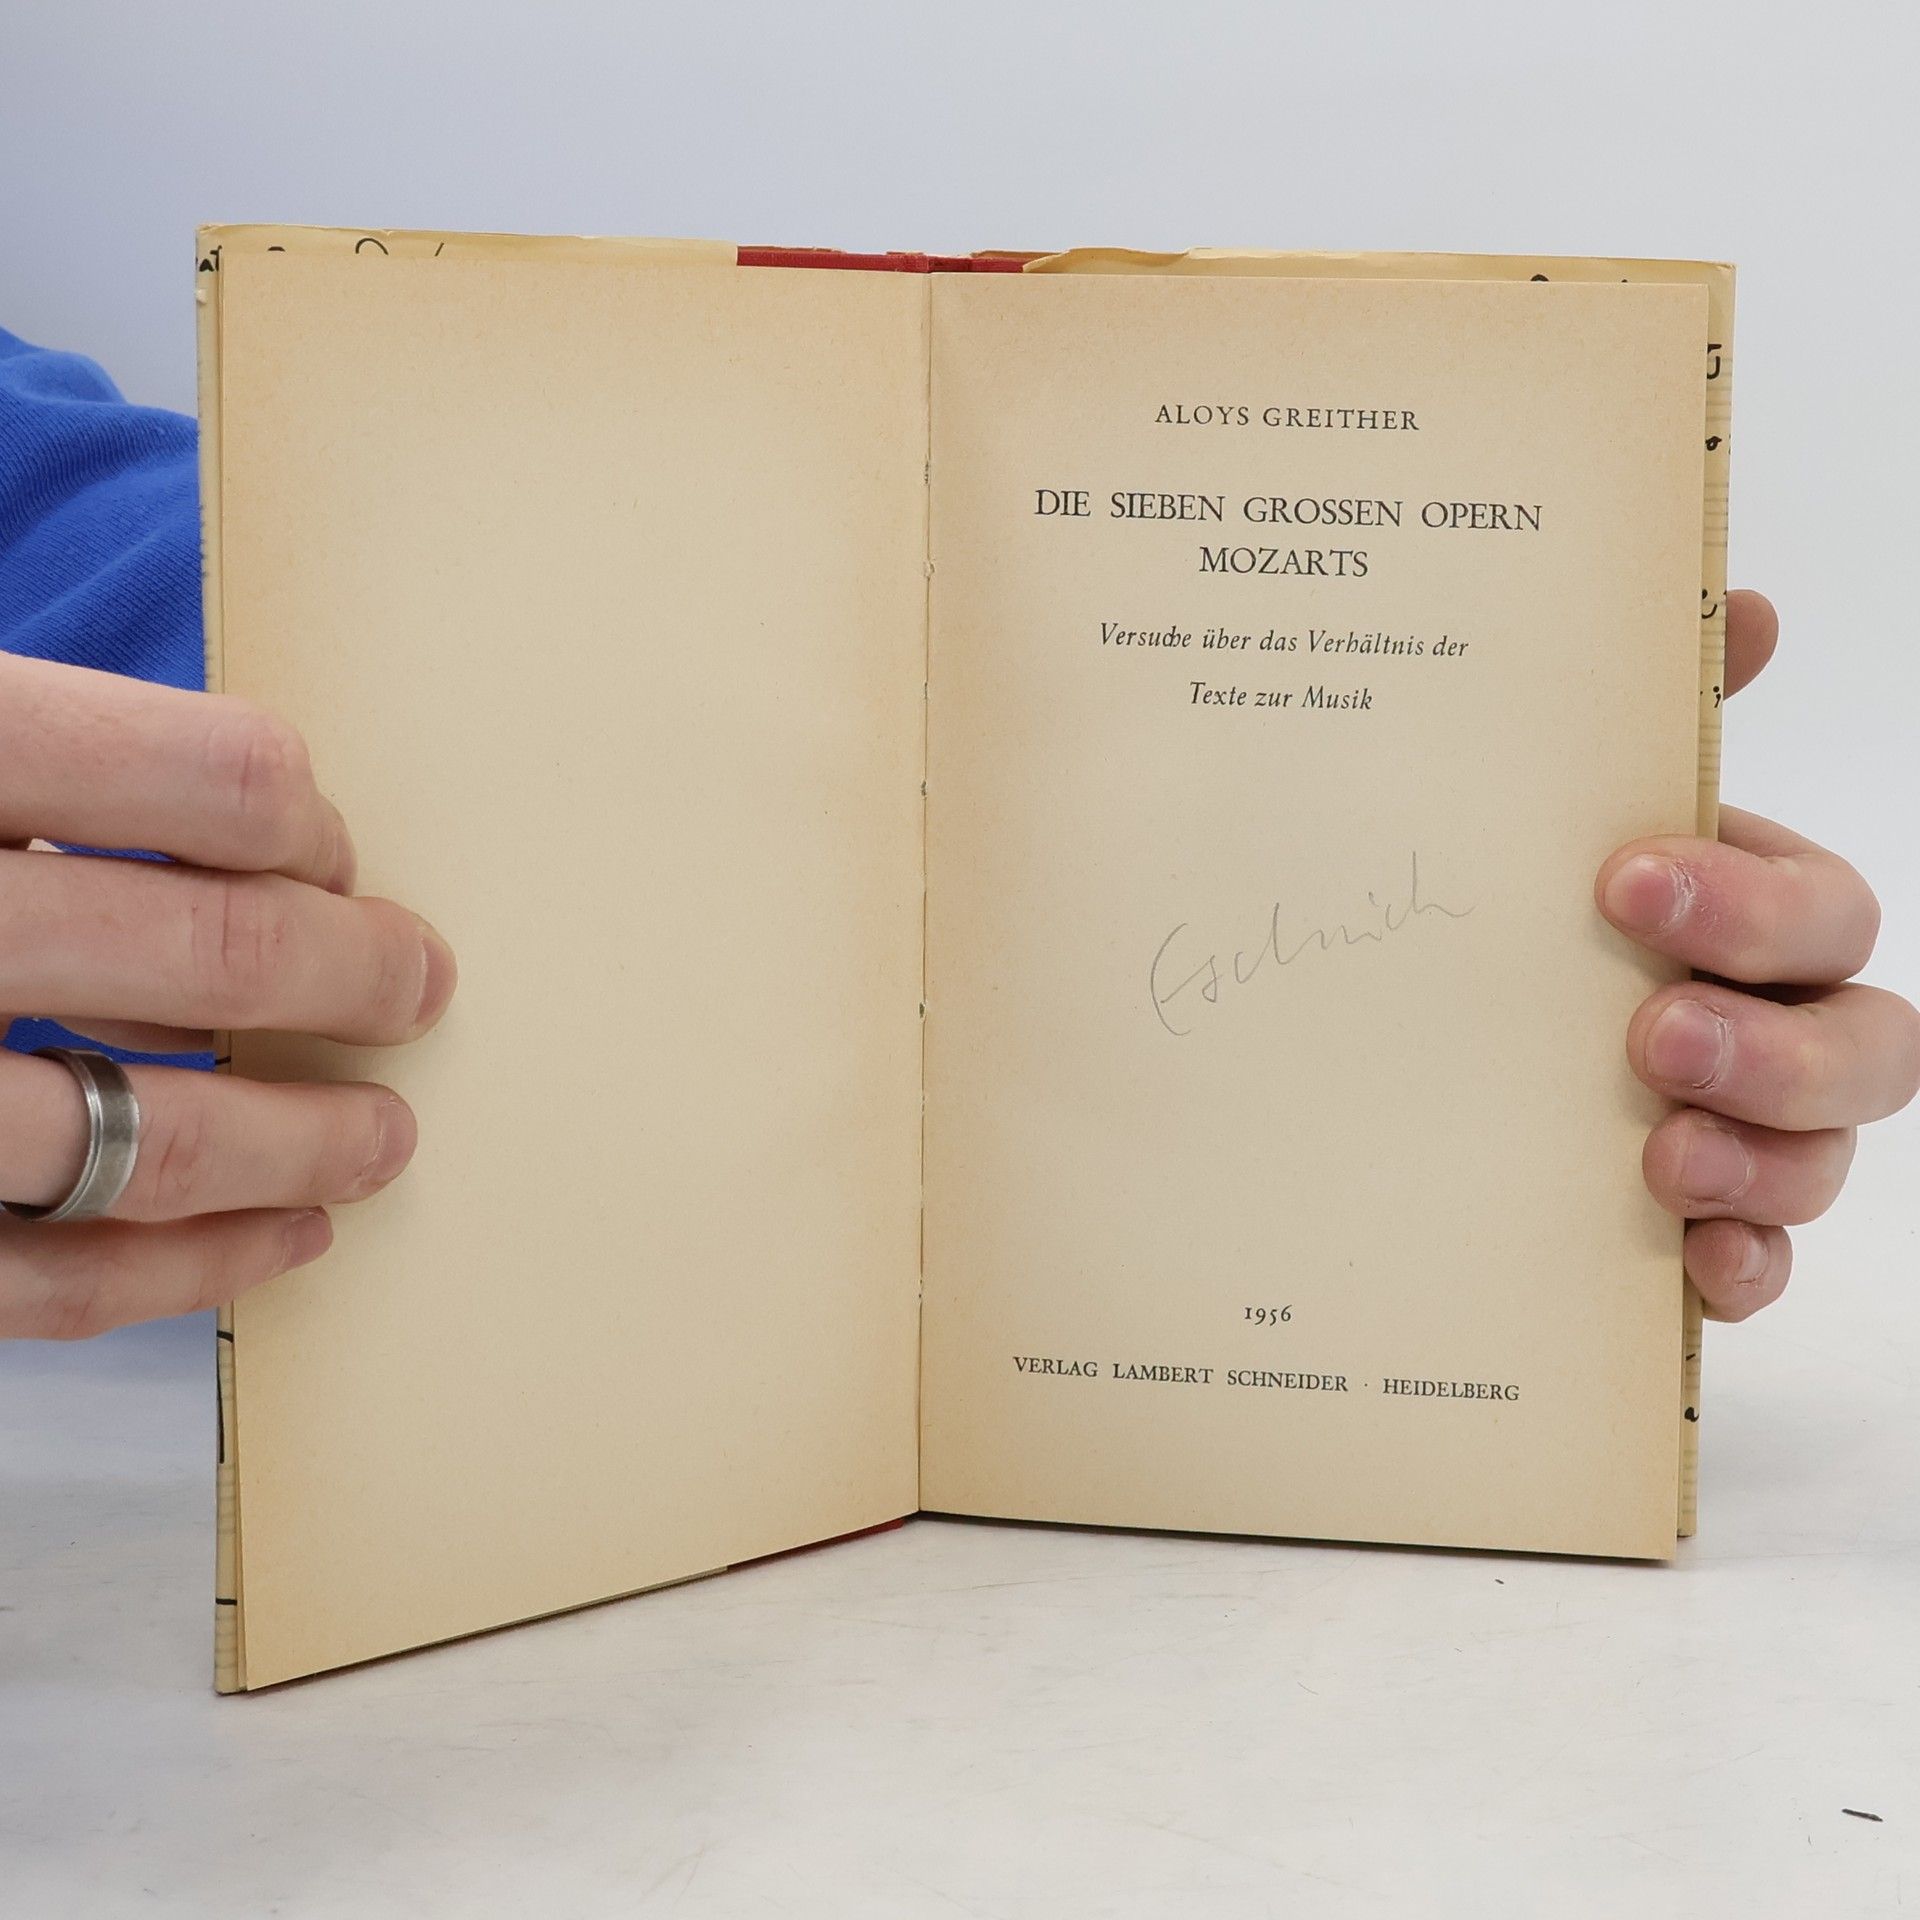 ALOYS GREITHER
DIE SIEBEN GROSSEN OPERN
MOZARTS
Versuche über das Verhältnis der
Texte zur Musik
1956
VERLAG LAMBERT SCHNEIDER · HEIDELBERG